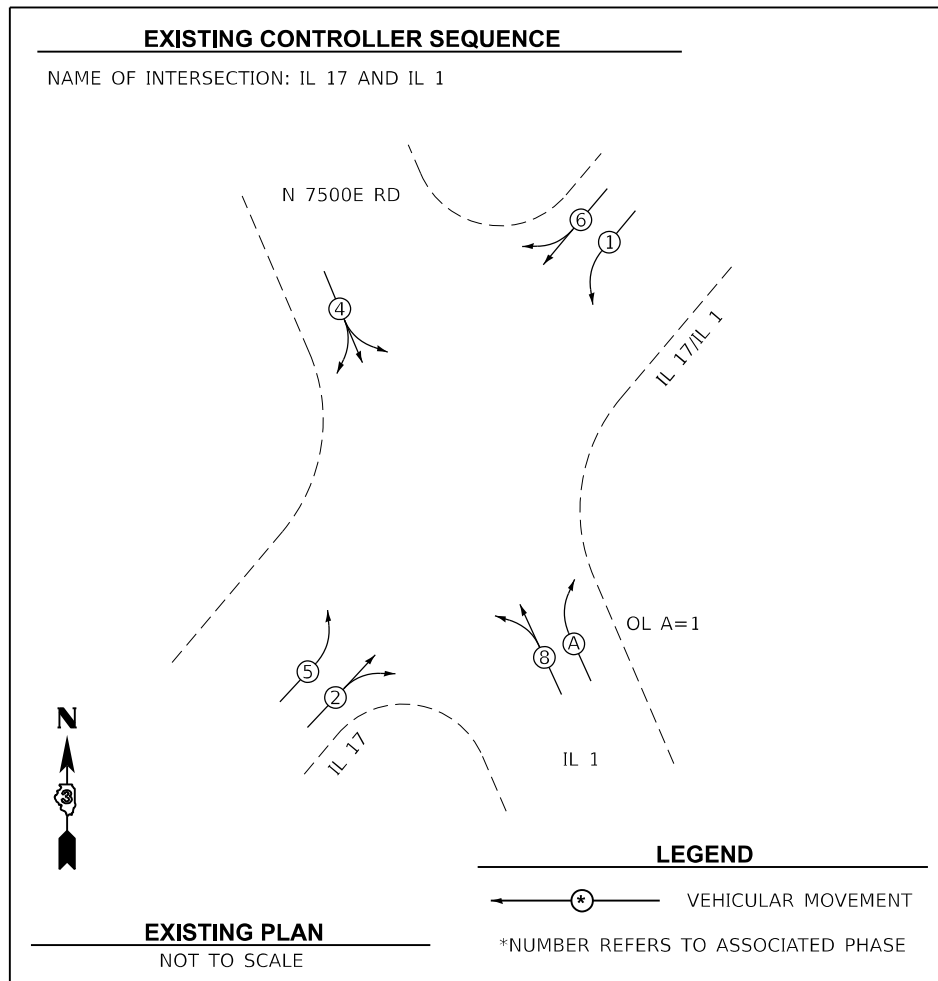 EXISTING CONTROLLER SEQUENCE
NAME OF INTERSECTION: IL 17 AND IL 1
N 7500E RD
6
1
4
IL 17/IL 1
OL A=1
A
8
5
2
IL 17
IL 1
N
3
LEGEND
* VEHICULAR MOVEMENT
*NUMBER REFERS TO ASSOCIATED PHASE
EXISTING PLAN
NOT TO SCALE